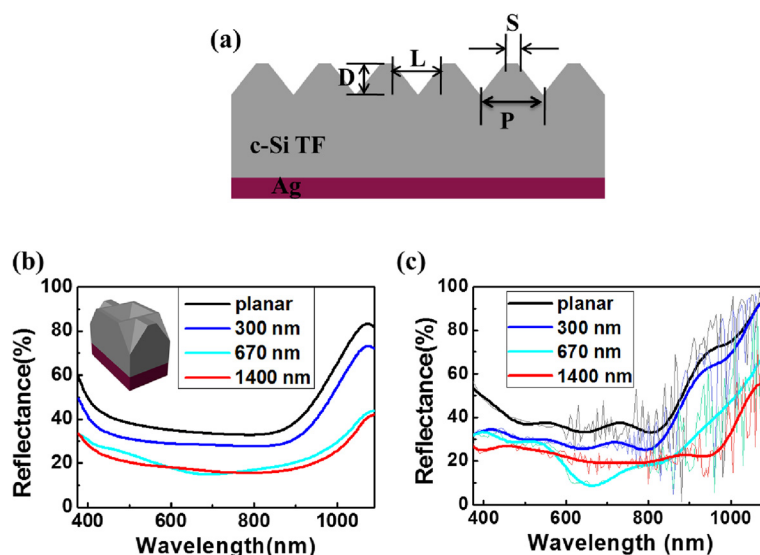 (a)
S
D
L
P
c-Si TF
Ag
(b)
100
80
60
40
20
0
Reflectance(%)
planar
300 nm
670 nm
1400 nm
400
600
800
1000
Wavelength(nm)
(c)
100
80
60
40
20
0
Reflectance(%)
planar
300 nm
670 nm
1400 nm
400
600
800
1000
Wavelength(nm)